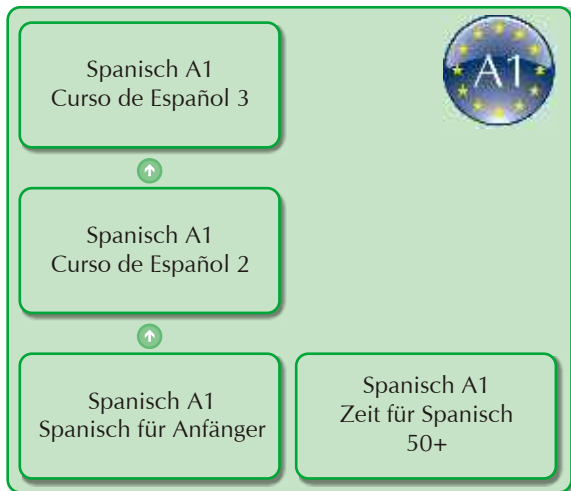 A1
Spanisch A1
Curso de Español 3
Spanisch A1
Curso de Español 2
Spanisch A1
Spanisch für Anfänger
Spanisch A1
Zeit für Spanisch
50+